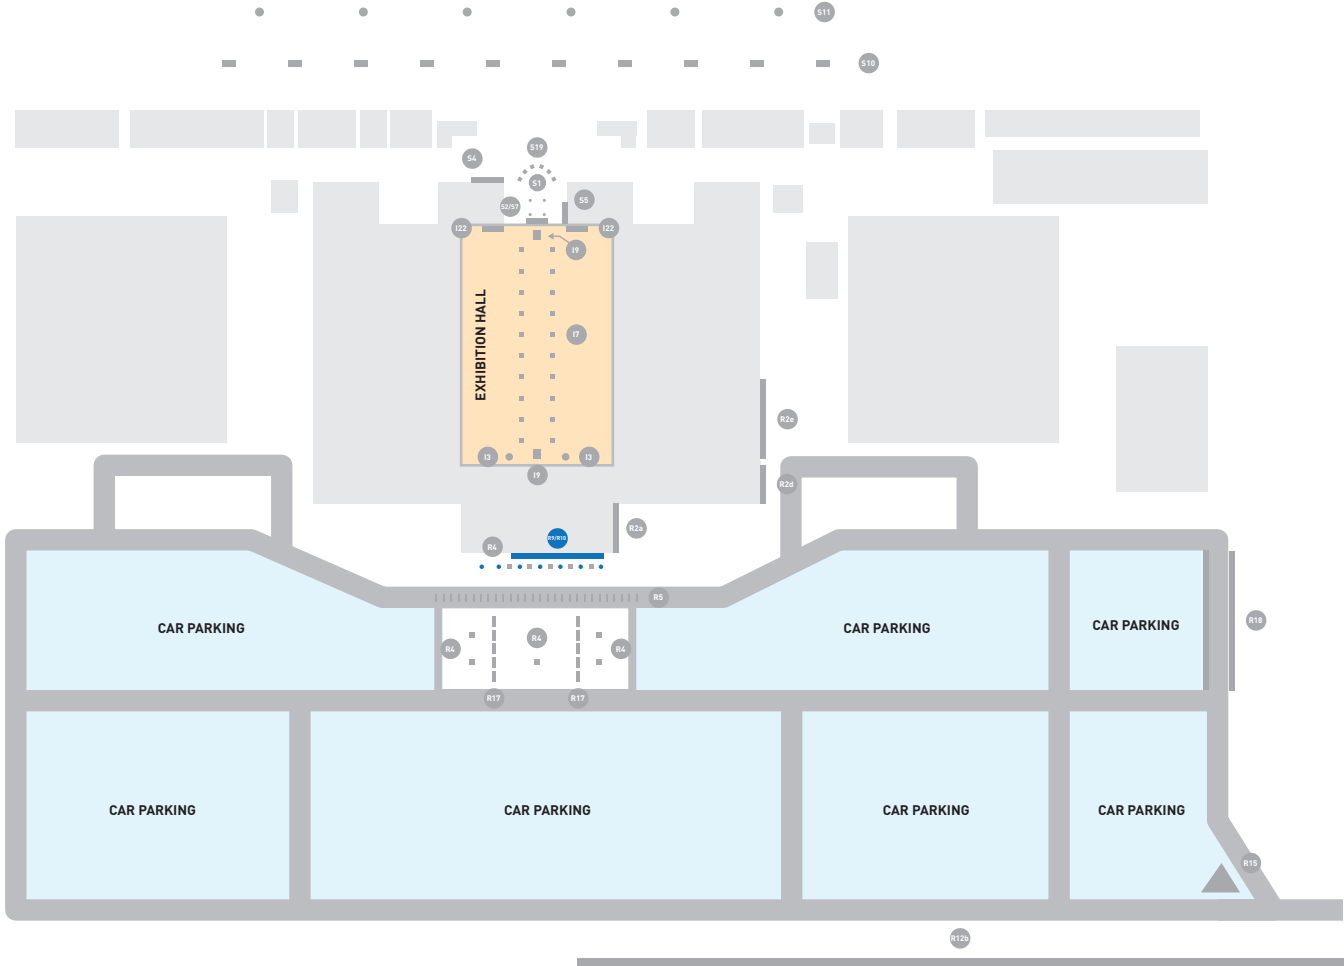 S11
S10
S19
S4
S1
S5
S2/S7
I22
I22
I9
EXHIBITION HALL
I7
R2e
I3
I3
I9
R2d
R2a
R9/R10
R4
R5
CAR PARKING
CAR PARKING
CAR PARKING
R18
R4
R4
R4
R17
R17
CAR PARKING
CAR PARKING
CAR PARKING
CAR PARKING
R15
R12b